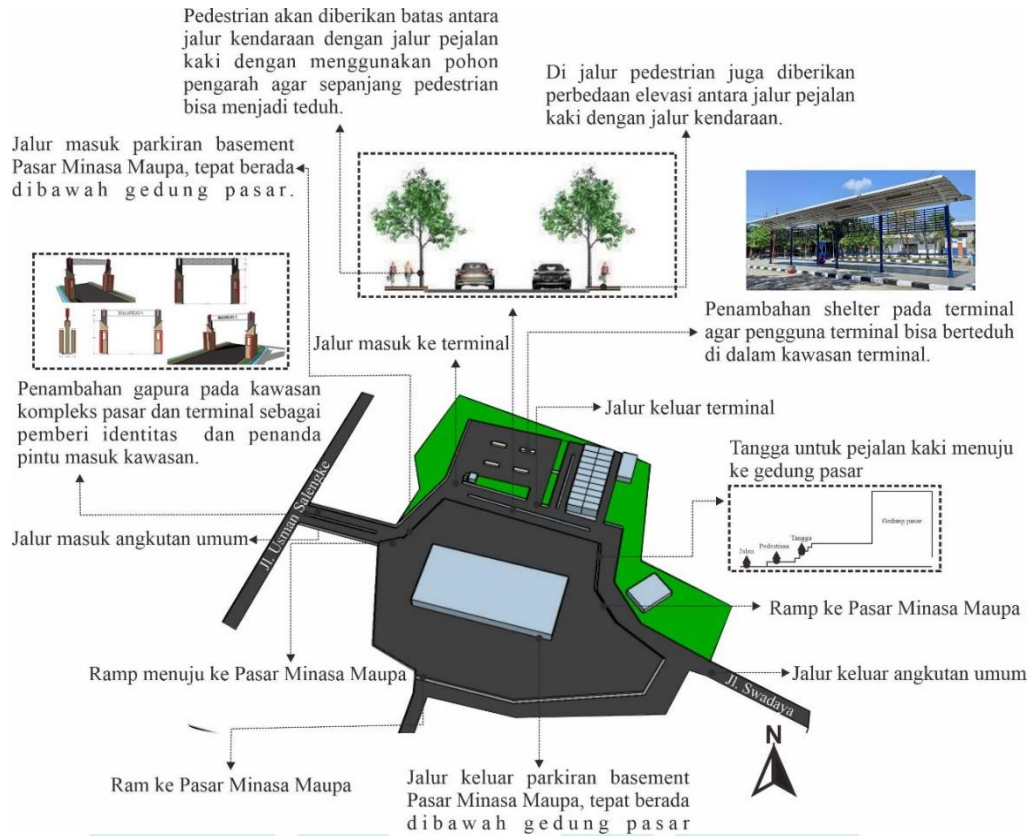 Pedestrian akan diberikan batas antara
jalur kendaraan dengan jalur pejalan
kaki dengan menggunakan pohon
pengarah agar sepanjang pedestrian
bisa menjadi teduh.
Di jalur pedestrian juga diberikan
perbedaan elevasi antara jalur pejalan
kaki dengan jalur kendaraan.
Jalur masuk parkiran basement
Pasar Minasa Maupa, tepat berada
dibawah gedung pasar.
Penambahan shelter pada terminal
agar pengguna terminal bisa berteduh
di dalam kawasan terminal.
Jalur masuk ke terminal
Penambahan gapura pada kawasan
kompleks pasar dan terminal sebagai
pemberi identitas dan penanda
pintu masuk kawasan.
Jalur keluar terminal
Tangga untuk pejalan kaki menuju
ke gedung pasar
Gedung pasar
Tangga
Pedestrian
Jalan
Jl. Usman Salengke
Jalur masuk angkutan umum
Ramp ke Pasar Minasa Maupa
Ramp menuju ke Pasar Minasa Maupa
Jalur keluar angkutan umum
Jl. Swadaya
N
Ram ke Pasar Minasa Maupa
Jalur keluar parkiran basement
Pasar Minasa Maupa, tepat berada
dibawah gedung pasar